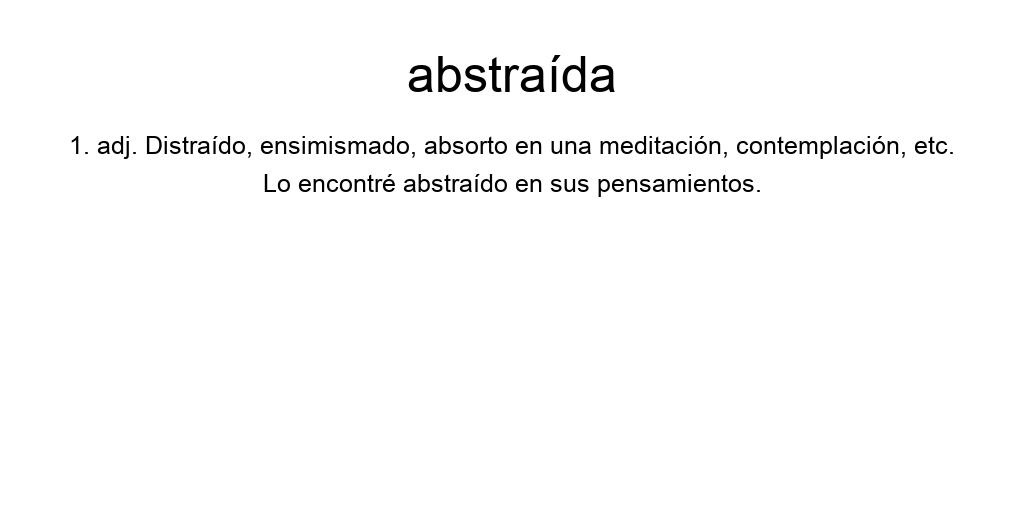 abstraída
1. adj. Distraído, ensimismado, absorto en una meditación, contemplación, etc.
Lo encontré abstraído en sus pensamientos.